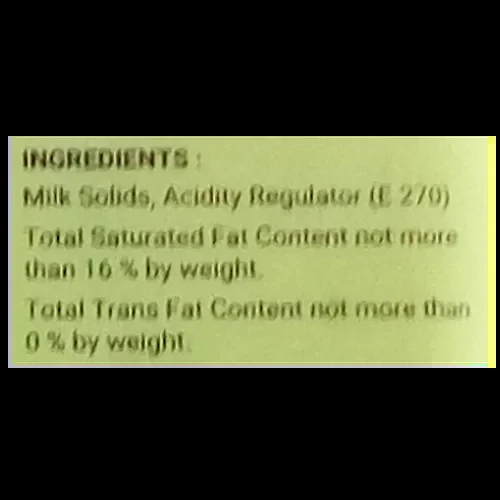 INGREDIENTS :
Milk Solids, Acidity Regulator (E 270)
Total Saturated Fat Content not more
than 16 % by weight.
Total Trans Fat Content not more than
0 % by weight.